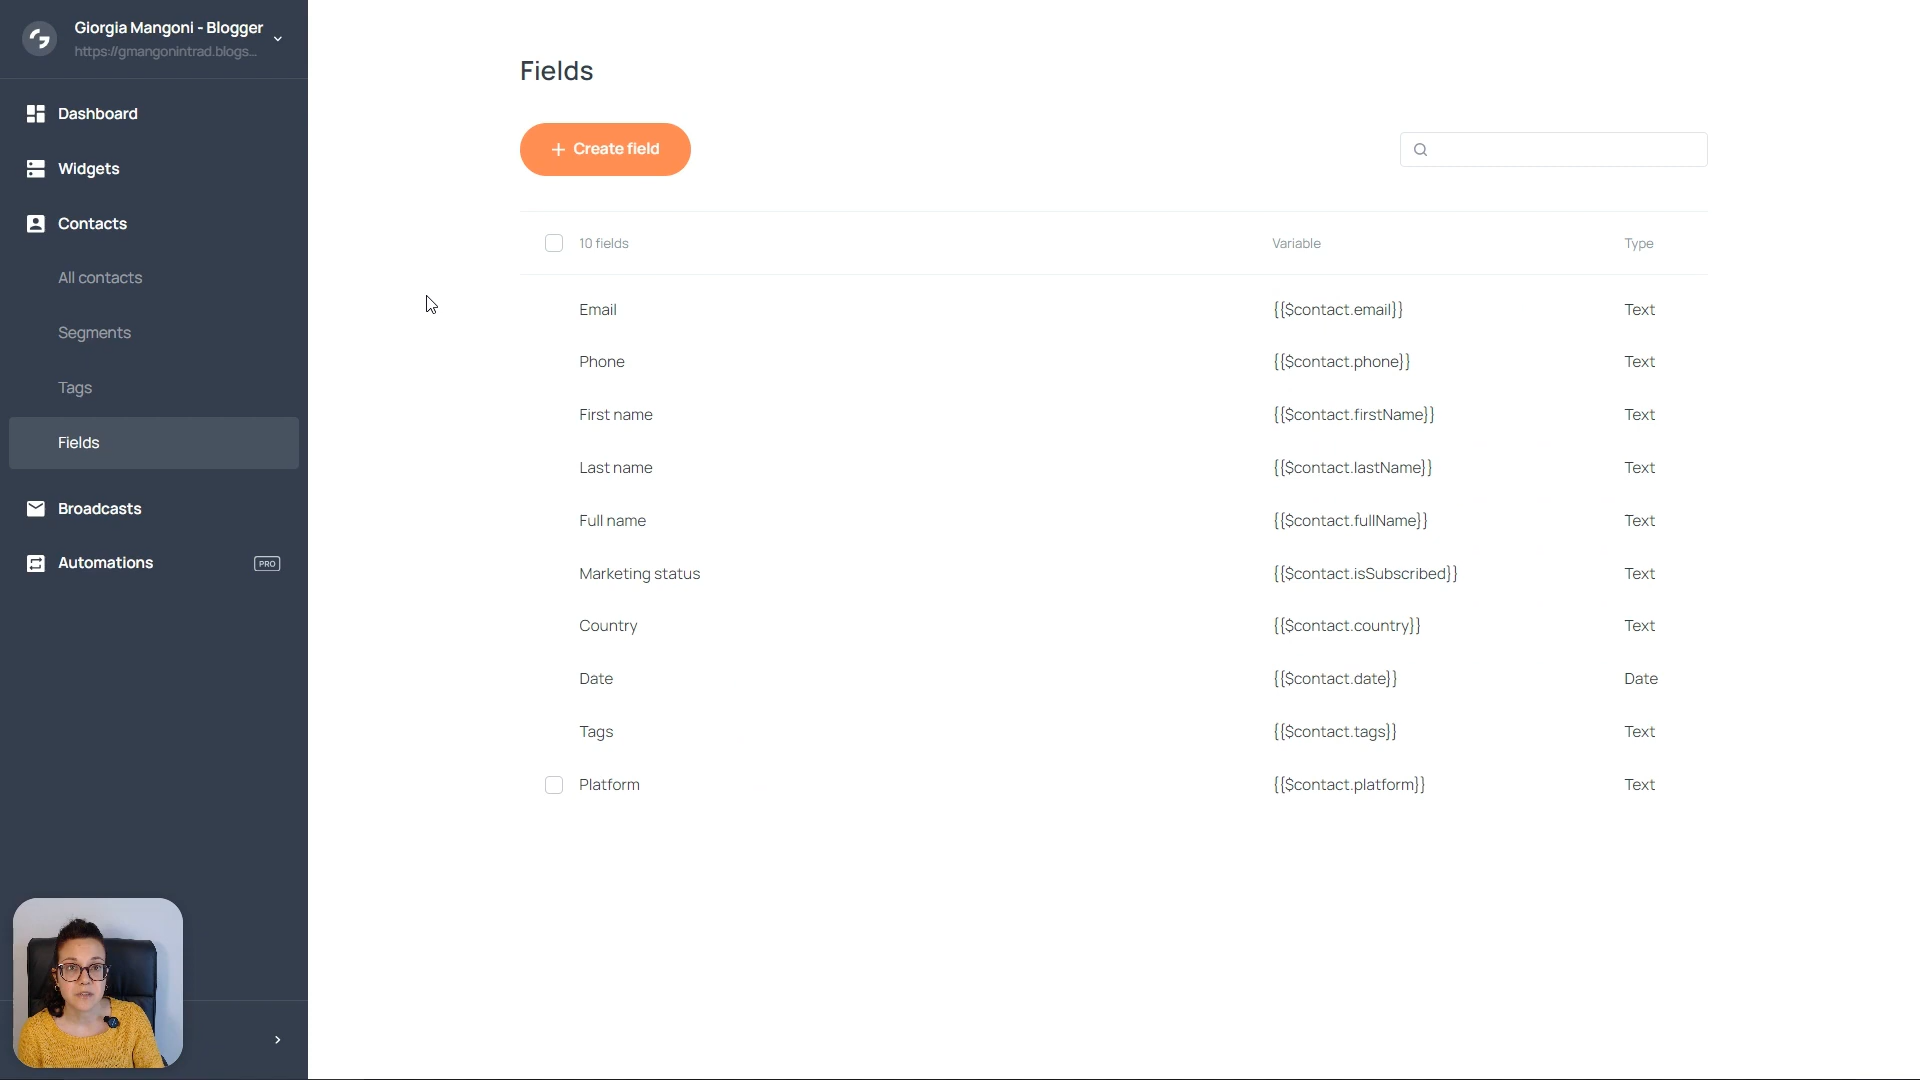 Giorgia Mangoni - Blogger
https://gmangonintrad.blogs...
Dashboard
Widgets
Contacts
All contacts
Segments
Tags
Fields
Broadcasts
Automations
PRO
Fields
+ Create field
10 fields Variable Type
Email {{$contact.email}} Text
Phone {{$contact.phone}} Text
First name {{$contact.firstName}} Text
Last name {{$contact.lastName}} Text
Full name {{$contact.fullName}} Text
Marketing status {{$contact.isSubscribed}} Text
Country {{$contact.country}} Text
Date {{$contact.date}} Date
Tags {{$contact.tags}} Text
Platform {{$contact.platform}} Text